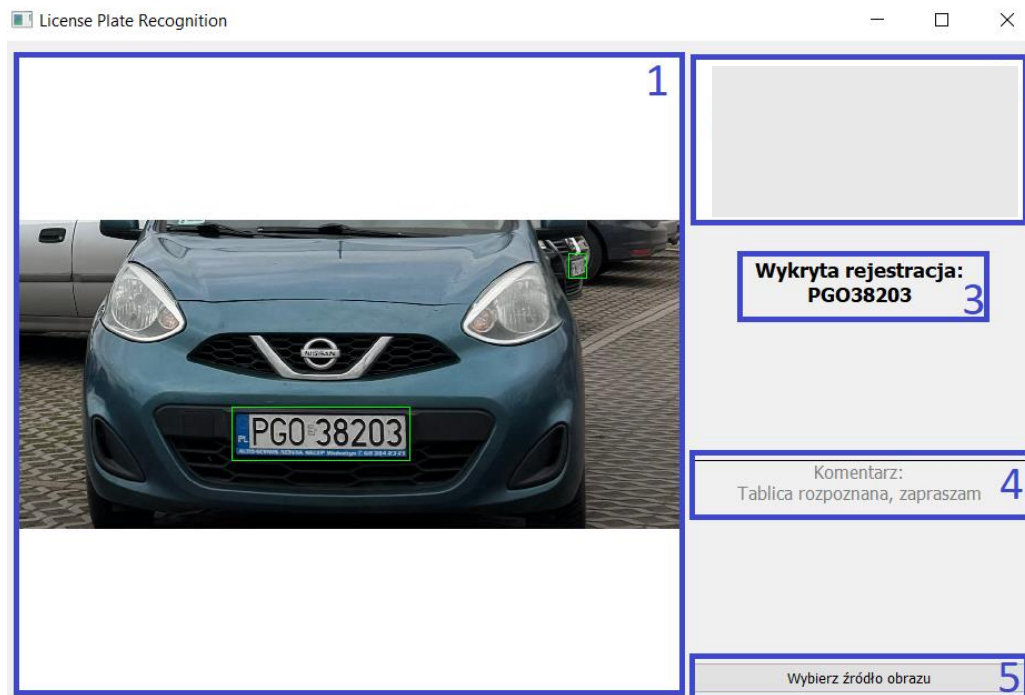 License Plate Recognition
1
Wykryta rejestracja:
PGO38203
3
NISSAN
PL
PGO 38203
Komentarz:
Tablica rozpoznana, zapraszam
4
Wybierz źródło obrazu
5